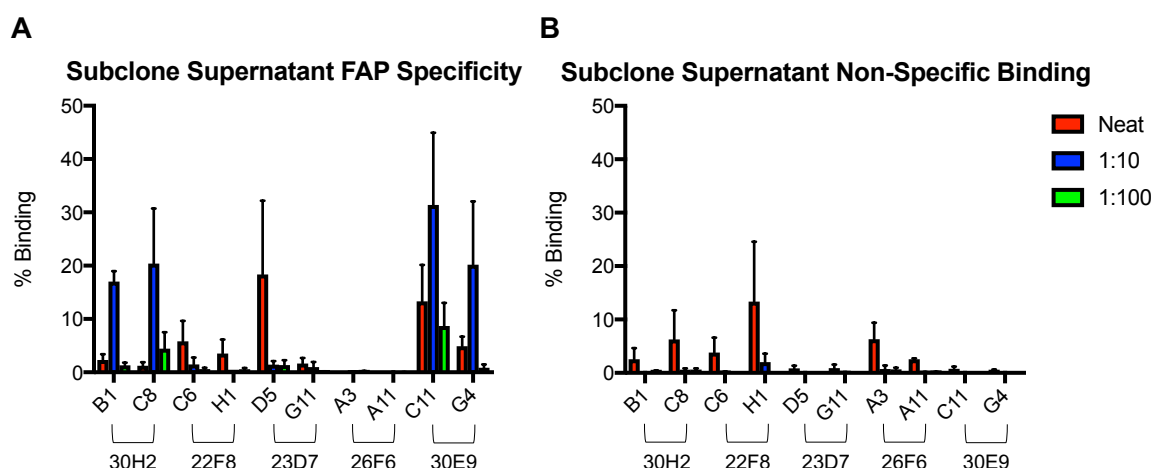 A
Subclone Supernatant FAP Specificity
% Binding
50
40
30
20
10
0
B1 C8 C6 H1 D5 G11 A3 A11 C11 G4
30H2 22F8 23D7 26F6 30E9
B
Subclone Supernatant Non-Specific Binding
% Binding
50
40
30
20
10
0
B1 C8 C6 H1 D5 G11 A3 A11 C11 G4
30H2 22F8 23D7 26F6 30E9
Neat
1:10
1:100